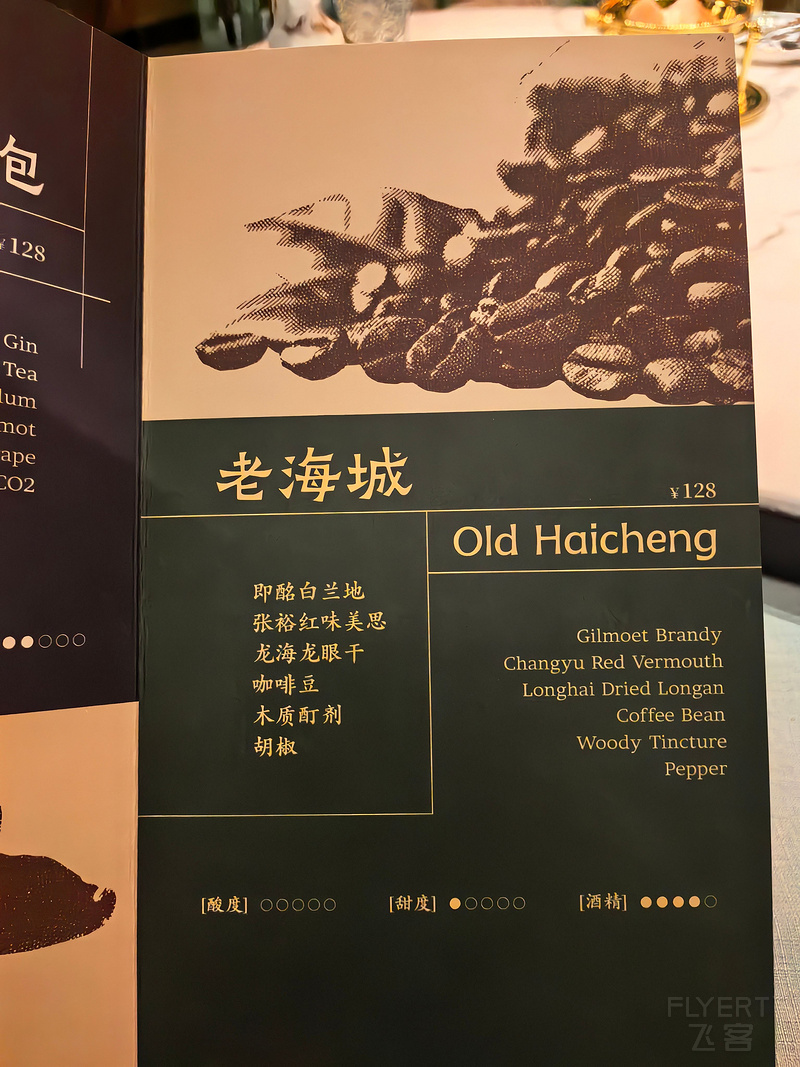 包
¥128
Gin
Tea
CO2
老海城
¥128
Old Haicheng
即酩白兰地
张裕红味美思
龙海龙眼干
咖啡豆
木质酊剂
胡椒
Gilmoet Brandy
Changyu Red Vermouth
Longhai Dried Longan
Coffee Bean
Woody Tincture
Pepper
[酸度] ○○○○○
[甜度] ●○○○○
[酒精] ●●●●○
FLYERT
飞客